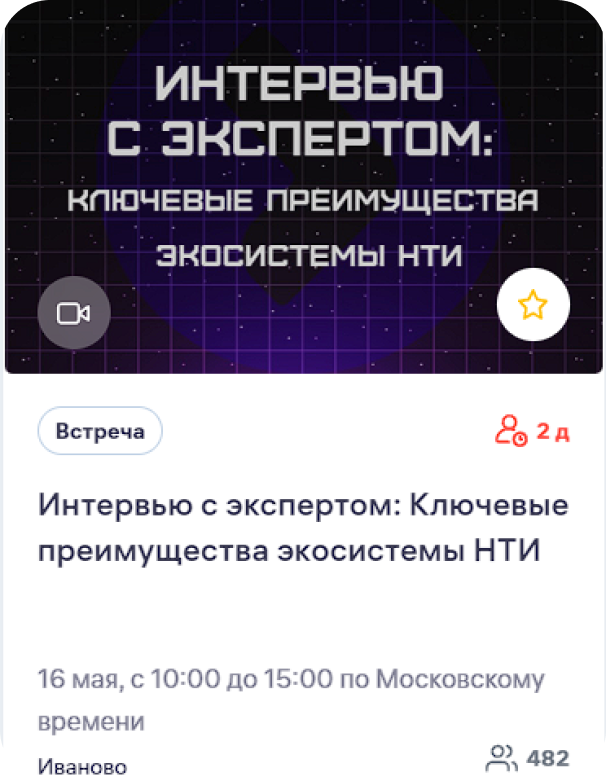 ИНТЕРВЬЮ
С ЭКСПЕРТОМ:
КЛЮЧЕВЫЕ ПРЕИМУЩЕСТВА
ЭКОСИСТЕМЫ НТИ
Встреча
2 д
Интервью с экспертом: Ключевые
преимущества экосистемы НТИ
16 мая, с 10:00 до 15:00 по Московскому
времени
Иваново
482